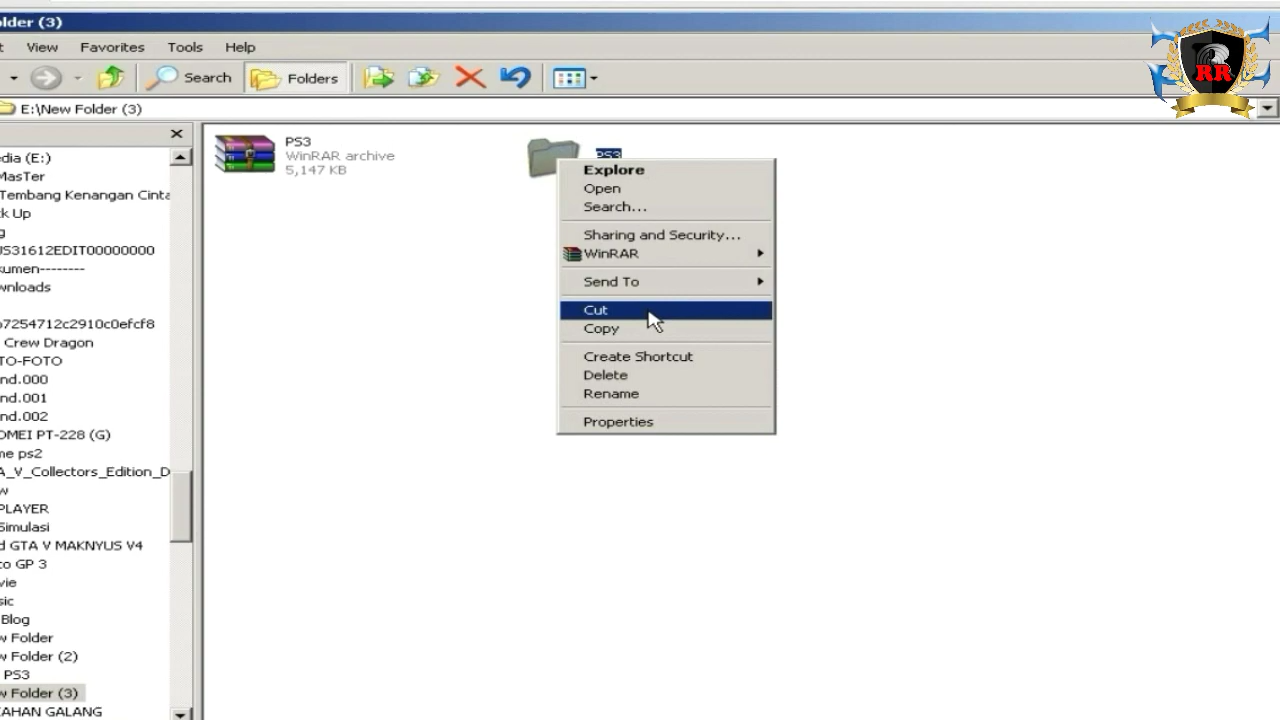 older (3)
t View Favorites Tools Help
Search Folders
E:\New Folder (3)
edia (E:)
MasTer
Tembang Kenangan Cinta
k Up
g
JS31612EDIT00000000
kumen--------
wnloads
b7254712c2910c0efcf8
Crew Dragon
TO-FOTO
nd.000
nd.001
nd.002
OMEI PT-228 (G)
me ps2
A_V_Collectors_Edition_D
w
PLAYER
Simulasi
d GTA V MAKNYUS V4
to GP 3
vie
sic
Blog
w Folder
w Folder (2)
PS3
w Folder (3)
ZAHAN GALANG
PS3
WinRAR archive
5,147 KB
PS3
Explore
Open
Search...
Sharing and Security...
WinRAR
Send To
Cut
Copy
Create Shortcut
Delete
Rename
Properties
RR